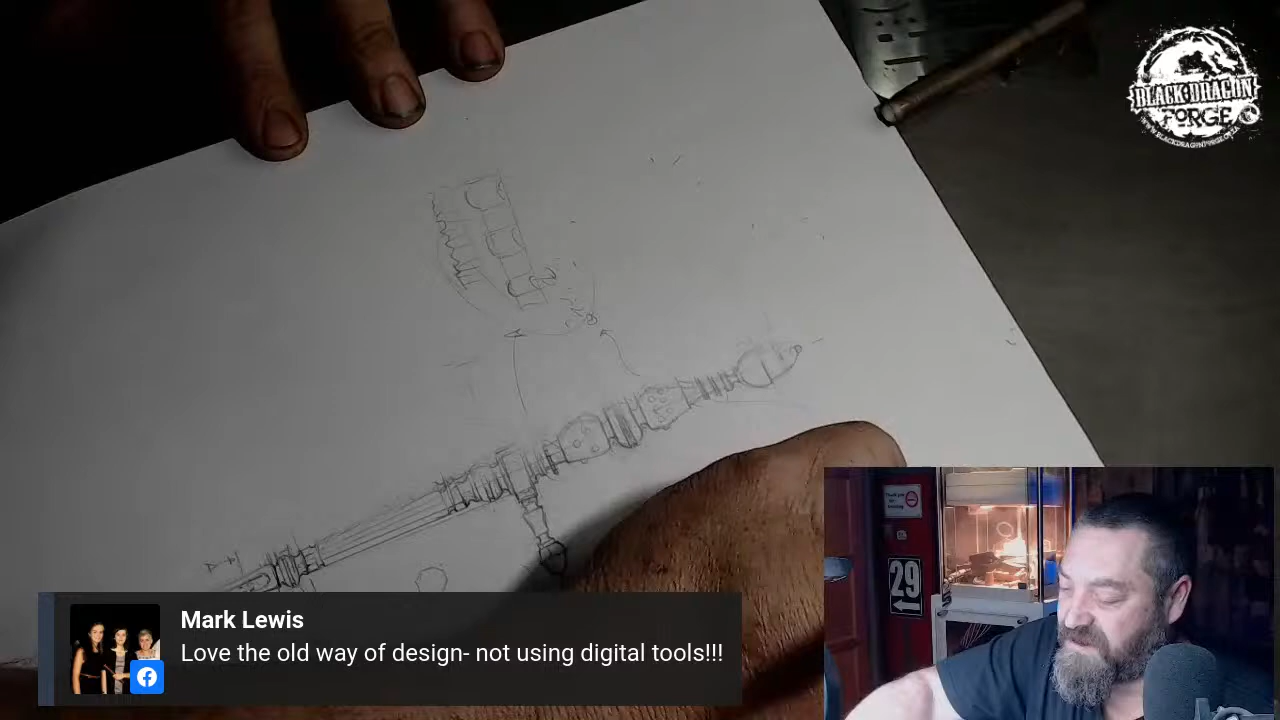 BLACK DRAGON
FORGE
29
Mark Lewis
Love the old way of design- not using digital tools!!!